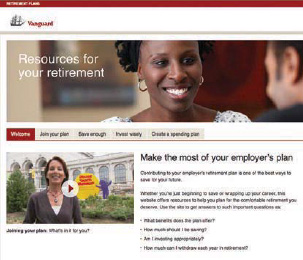 RETIREMENT PLANS
Vanguard
Resources for
your retirement
Welcome Join your plan Save enough Invest wisely Create a spending plan
Make the most of your employer's plan
Contributing to your employer's retirement plan is one of the best ways to
save for your future.
Whether you're just beginning to save or wrapping up your career, this
website offers resources to help you plan for the comfortable retirement you
deserve. Use the site to get answers to such important questions as:
• What benefits does the plan offer?
• How much should I be saving?
• Am I investing appropriately?
• How much can I withdraw each year in retirement?
Joining your plan: What's in it for you?